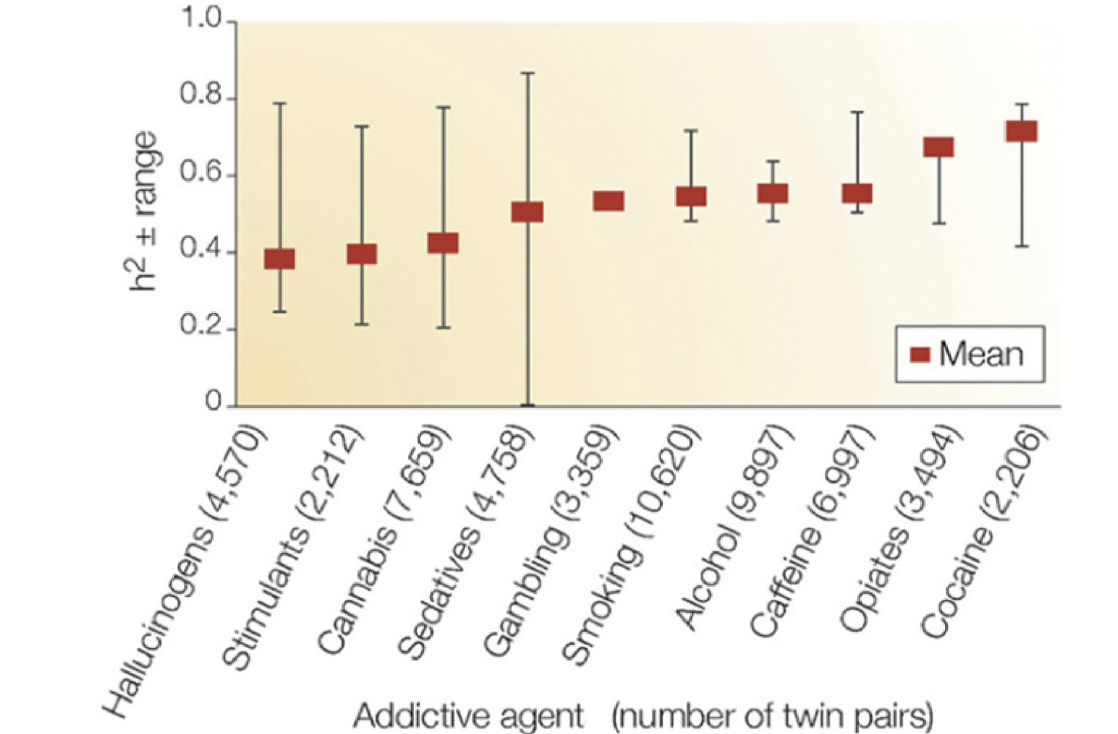 1.0
0.8
0.6
0.4
0.2
0
h² ± range
Mean
Hallucinogens (4,570)
Stimulants (2,212)
Cannabis (7,659)
Sedatives (4,758)
Gambling (3,359)
Smoking (10,620)
Alcohol (9,897)
Caffeine (6,997)
Opiates (3,494)
Cocaine (2,206)
Addictive agent (number of twin pairs)